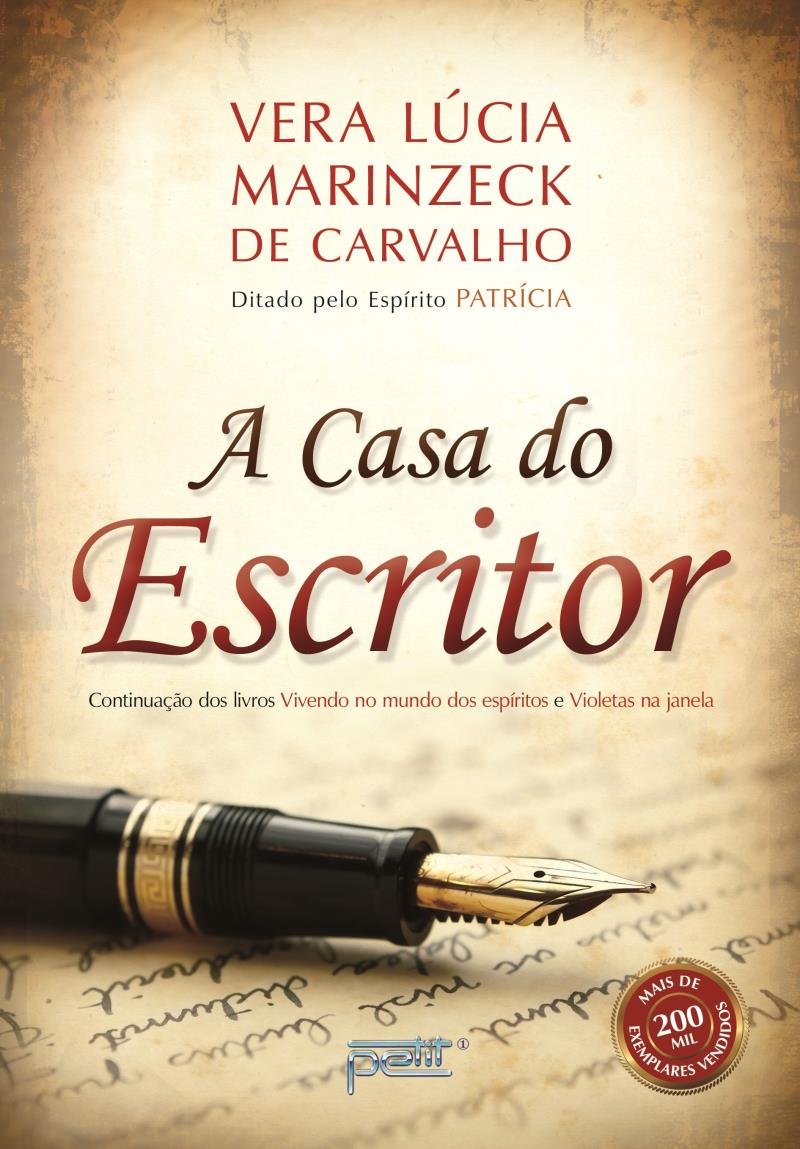 VERA LÚCIA
MARINZECK
DE CARVALHO
Ditado pelo Espírito PATRÍCIA
A Casa do
Escritor
Continuação dos livros Vivendo no mundo dos espíritos e Violetas na janela
MAIS DE
200
MIL
EXEMPLARES VENDIDOS
petit